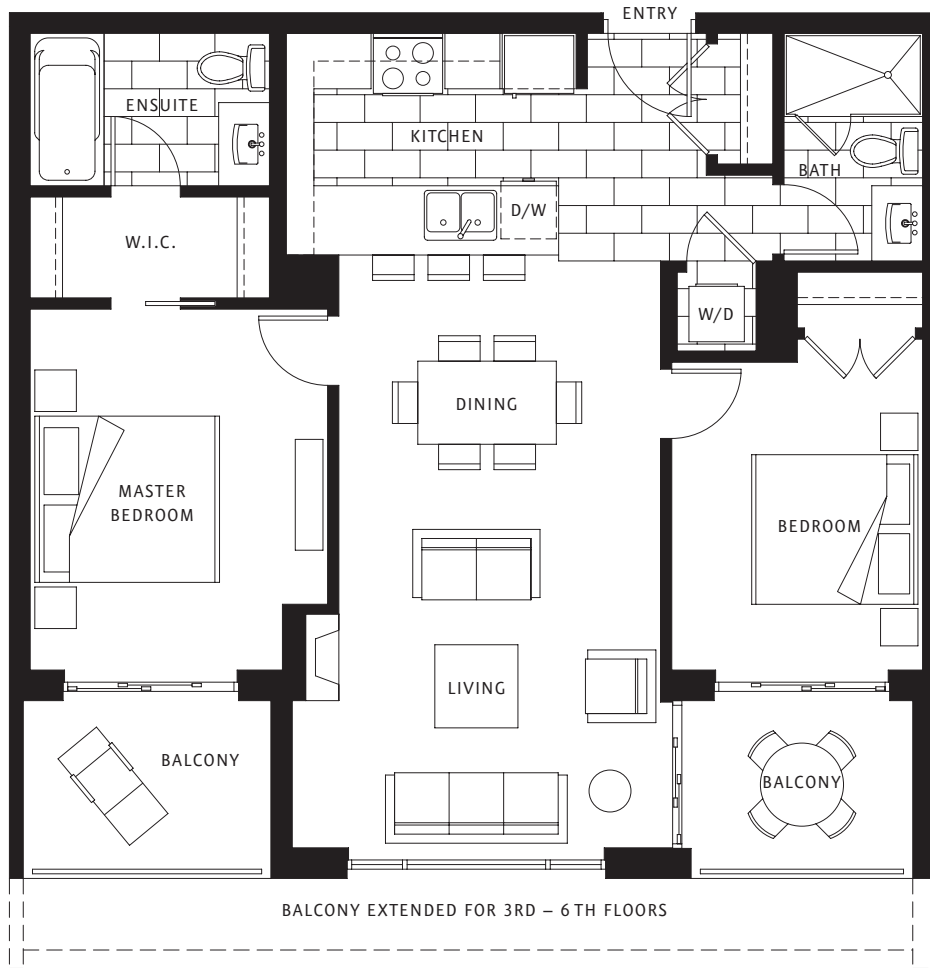 ENTRY
ENSUITE
KITCHEN
BATH
D/W
W.I.C.
W/D
DINING
MASTER
BEDROOM
BEDROOM
LIVING
BALCONY
BALCONY
BALCONY EXTENDED FOR 3RD – 6TH FLOORS